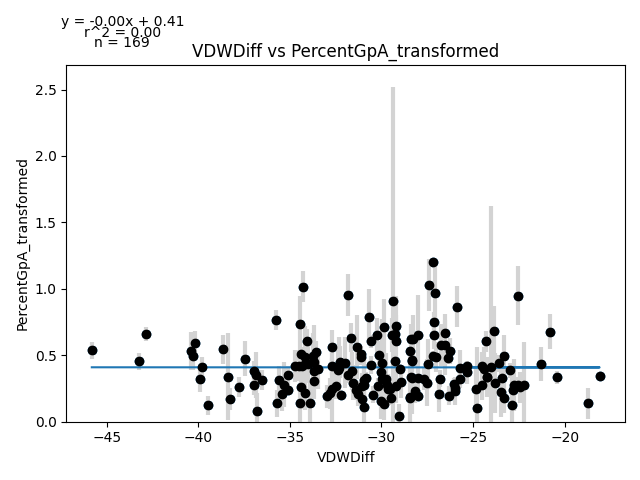 y = -0.00x + 0.41
r^2 = 0.00
n = 169
VDWDiff vs PercentGpA_transformed
2.5
2.0
1.5
1.0
0.5
0.0
PercentGpA_transformed
−45
−40
−35
−30
−25
−20
VDWDiff